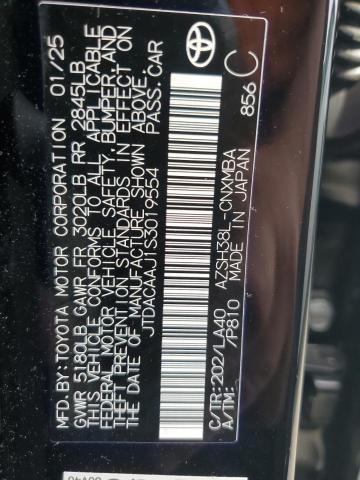 MFD.BY:TOYOTA MOTOR CORPORATION 01/25
GVWR 5180LB GAWR FR 3020LB RR 2845LB
THIS VEHICLE CONFORMS TO ALL APPLICABLE
FEDERAL MOTOR VEHICLE SAFETY, BUMPER, AND
THEFT PREVENTION STANDARDS IN EFFECT ON
THE DATE OF MANUFACTURE SHOWN ABOVE.
JTDACAAJ1S3019554 PASS.CAR
C/TR:202/LA40 AZSH38L-CNXMBA
A/TM: /P810 MADE IN JAPAN
856 C
TOYOTA